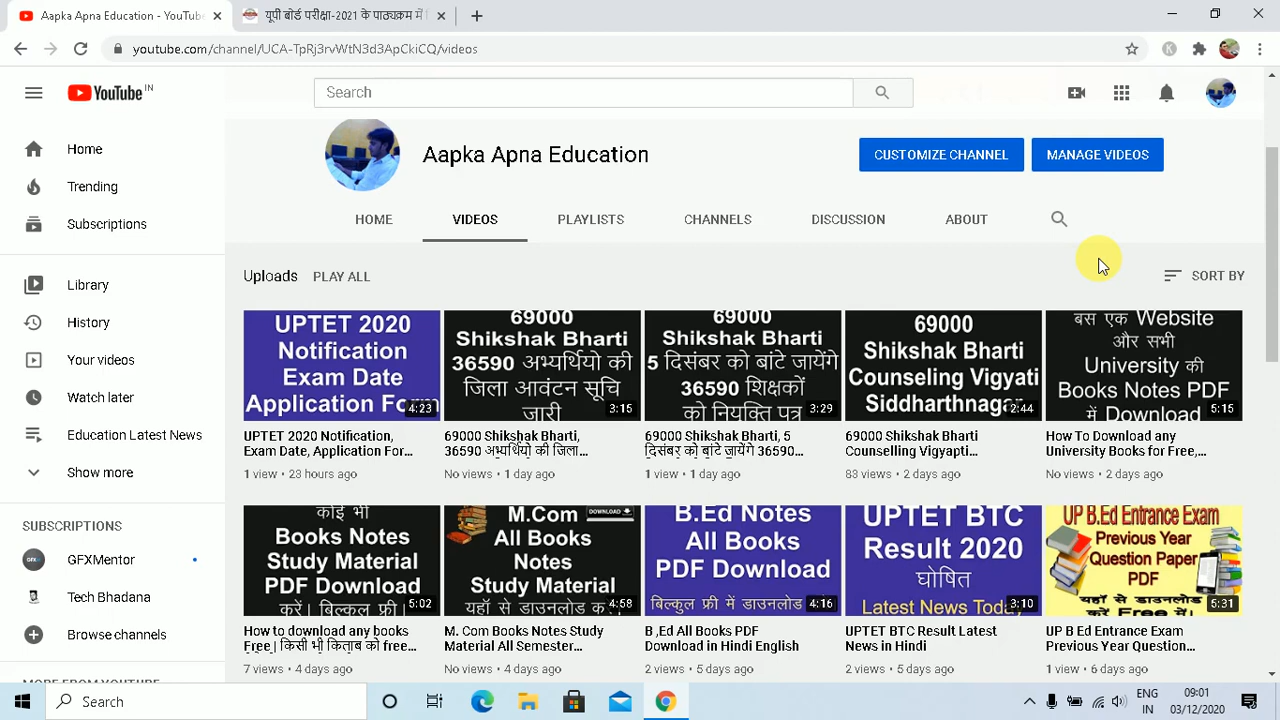 Aapka Apna Education - YouTube
यूपी बोर्ड परीक्षा-2021 के पाठ्यक्रम में
youtube.com/channel/UCA-TpRj3rvWtN3d3ApCkiCQ/videos
YouTube IN
Search
Home
Trending
Subscriptions
Library
History
Your videos
Watch later
Education Latest News
Show more
SUBSCRIPTIONS
GFXMentor
Tech Bhadana
Browse channels
MORE FROM YOUTUBE
Aapka Apna Education
CUSTOMIZE CHANNEL
MANAGE VIDEOS
HOME
VIDEOS
PLAYLISTS
CHANNELS
DISCUSSION
ABOUT
Uploads
PLAY ALL
SORT BY
UPTET 2020
Notification
Exam Date
Application Form
4:23
UPTET 2020 Notification,
Exam Date, Application For...
1 view • 23 hours ago
69000
Shikshak Bharti
36590 अभ्यर्थियो की
जिला आवंटन सूचि
जारी
3:15
69000 Shikshak Bharti,
36590 अभ्यर्थियो की जिला...
No views • 1 day ago
69000
Shikshak Bharti
5 दिसंबर को बांटे जायेंगे
36590 शिक्षकों
को नियुक्ति पत्र
3:29
69000 Shikshak Bharti, 5
दिसंबर को बांटे जायेंगे 36590...
1 view • 1 day ago
69000
Shikshak Bharti
Counseling Vigyati
Siddharthnagar
2:44
69000 Shikshak Bharti
Counselling Vigyapti...
83 views • 2 days ago
बस एक Website
और सभी
University की
Books Notes PDF
में Download
5:15
How To Download any
University Books for Free,...
No views • 2 days ago
कोई भी
Books Notes
Study Material
PDF Download
करें। बिल्कुल फ्री।
5:02
How to download any books
Free | किसी भी किताब को free...
7 views • 4 days ago
M.Com
DOWNLOAD
All Books
Notes
Study Material
यहाँ से डाउनलोड करें
4:58
M. Com Books Notes Study
Material All Semester...
No views • 4 days ago
B.Ed Notes
All Books
PDF Download
बिल्कुल फ्री में डाउनलोड
4:16
B ,Ed All Books PDF
Download in Hindi English
2 views • 5 days ago
UPTET BTC
Result 2020
घोषित
Latest News Today
3:10
UPTET BTC Result Latest
News in Hindi
2 views • 5 days ago
UP B.Ed Entrance Exam
Previous Year
Question Paper
PDF
यहाँ से डाउनलोड
करें Free में।
5:31
UP B Ed Entrance Exam
Previous Year Question...
1 view • 6 days ago
Search
ENG
IN
09:01
03/12/2020